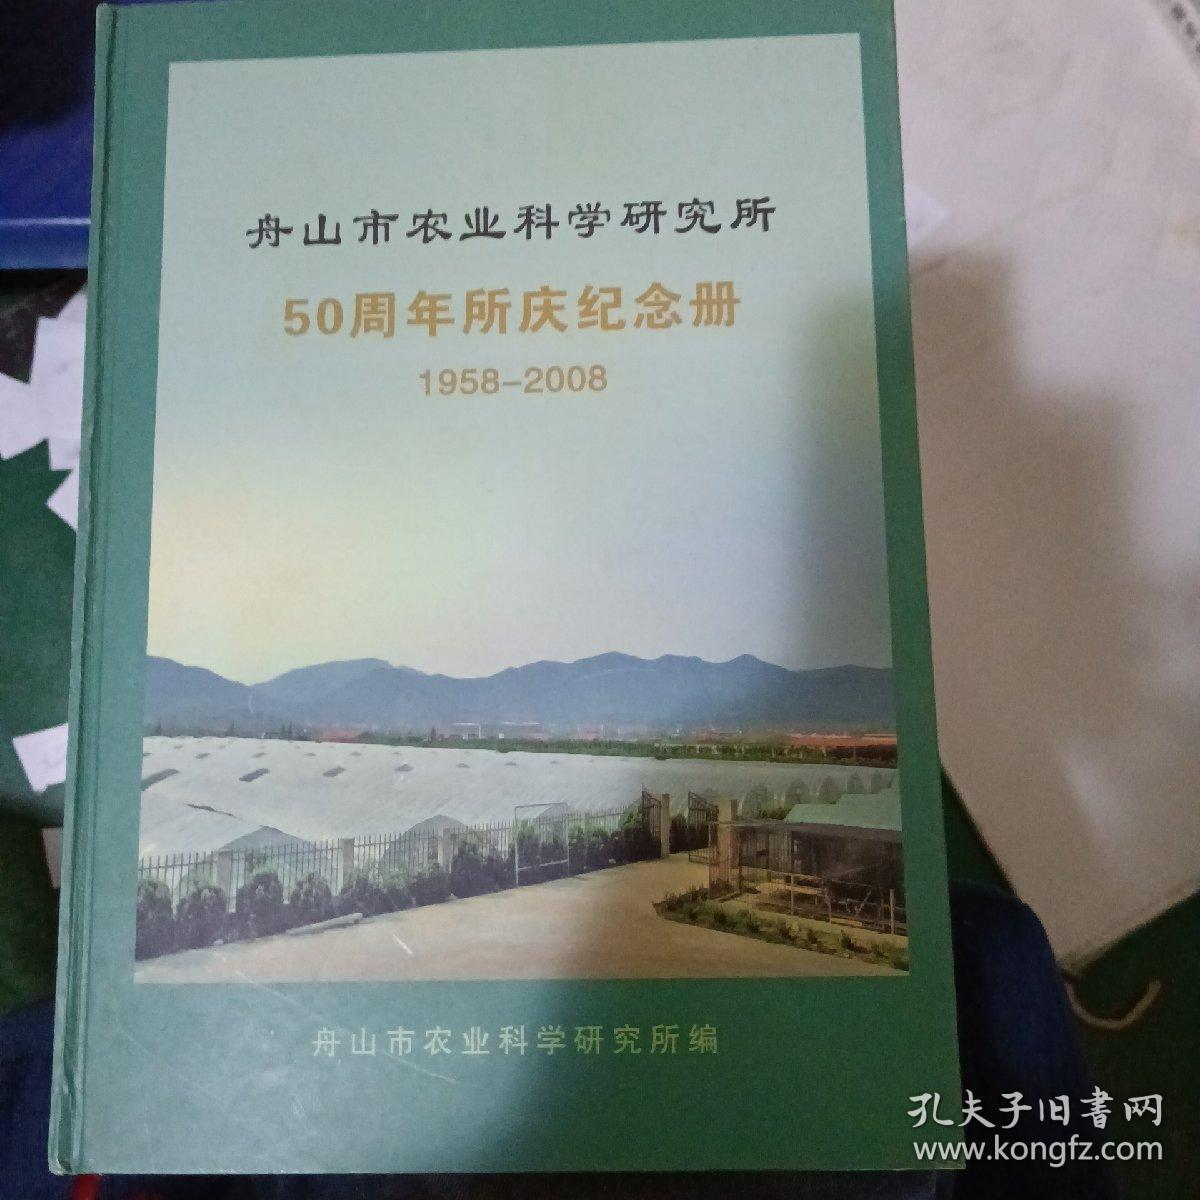 舟山市农业科学研究所
50周年所庆纪念册
1958-2008
舟山市农业科学研究所编
孔夫子旧書网
www.kongfz.com